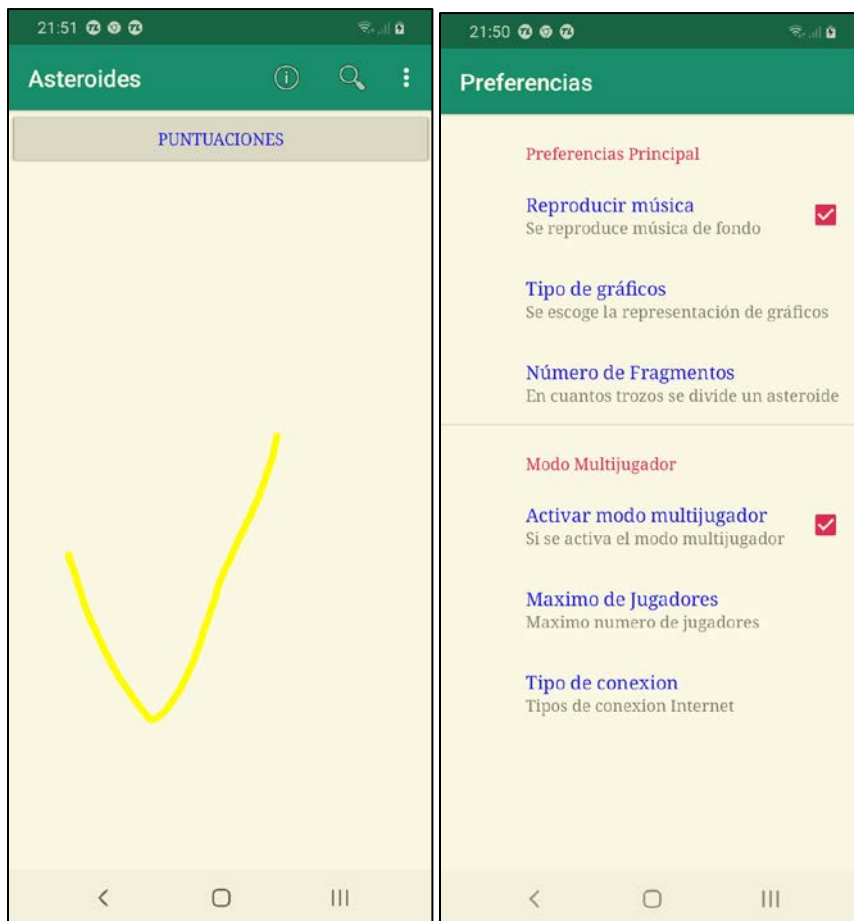 21:51
Asteroides
PUNTUACIONES
21:50
Preferencias
Preferencias Principal
Reproducir música
Se reproduce música de fondo
Tipo de gráficos
Se escoge la representación de gráficos
Número de Fragmentos
En cuantos trozos se divide un asteroide
Modo Multijugador
Activar modo multijugador
Si se activa el modo multijugador
Maximo de Jugadores
Maximo numero de jugadores
Tipo de conexion
Tipos de conexion Internet